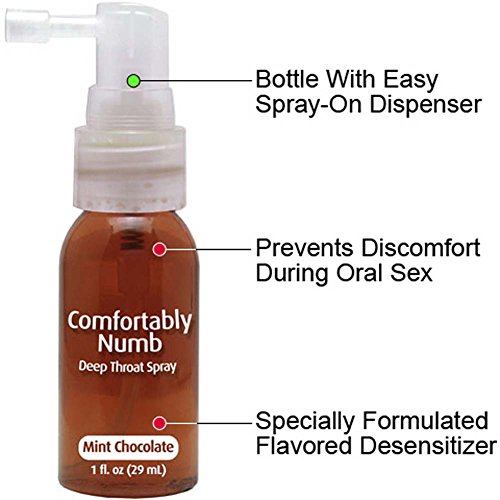 Bottle With Easy
Spray-On Dispenser
Prevents Discomfort
During Oral Sex
Comfortably
Numb
Deep Throat Spray
Specially Formulated
Flavored Desensitizer
Mint Chocolate
1 fl. oz (29 mL)